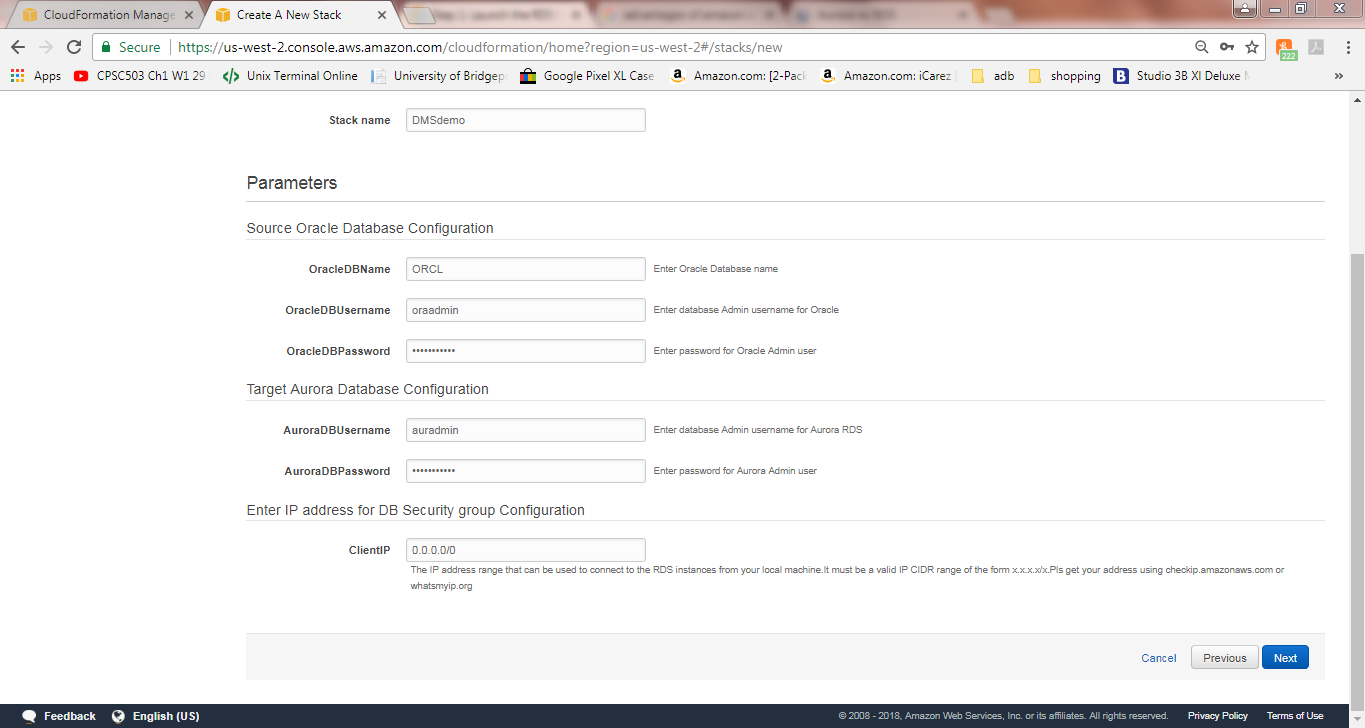 CloudFormation Manage
Create A New Stack
Secure
https://us-west-2.console.aws.amazon.com/cloudformation/home?region=us-west-2#/stacks/new
222
Apps
CPSC503 Ch1 W1 29
Unix Terminal Online
University of Bridgep
Google Pixel XL Case
Amazon.com: [2-Pack
Amazon.com: iCarez
adb
shopping
Studio 3B XI Deluxe
»
Stack name DMSdemo
Parameters
Source Oracle Database Configuration
OracleDBName ORCL Enter Oracle Database name
OracleDBUsername oraadmin Enter database Admin username for Oracle
OracleDBPassword ••••••••••• Enter password for Oracle Admin user
Target Aurora Database Configuration
AuroraDBUsername auradmin Enter database Admin username for Aurora RDS
AuroraDBPassword ••••••••••• Enter password for Aurora Admin user
Enter IP address for DB Security group Configuration
ClientIP 0.0.0.0/0
The IP address range that can be used to connect to the RDS instances from your local machine.It must be a valid IP CIDR range of the form x.x.x.x/x.Pls get your address using checkip.amazonaws.com or
whatsmyip.org
Cancel Previous Next
Feedback English (US) © 2008 - 2018, Amazon Web Services, Inc. or its affiliates. All rights reserved. Privacy Policy Terms of Use